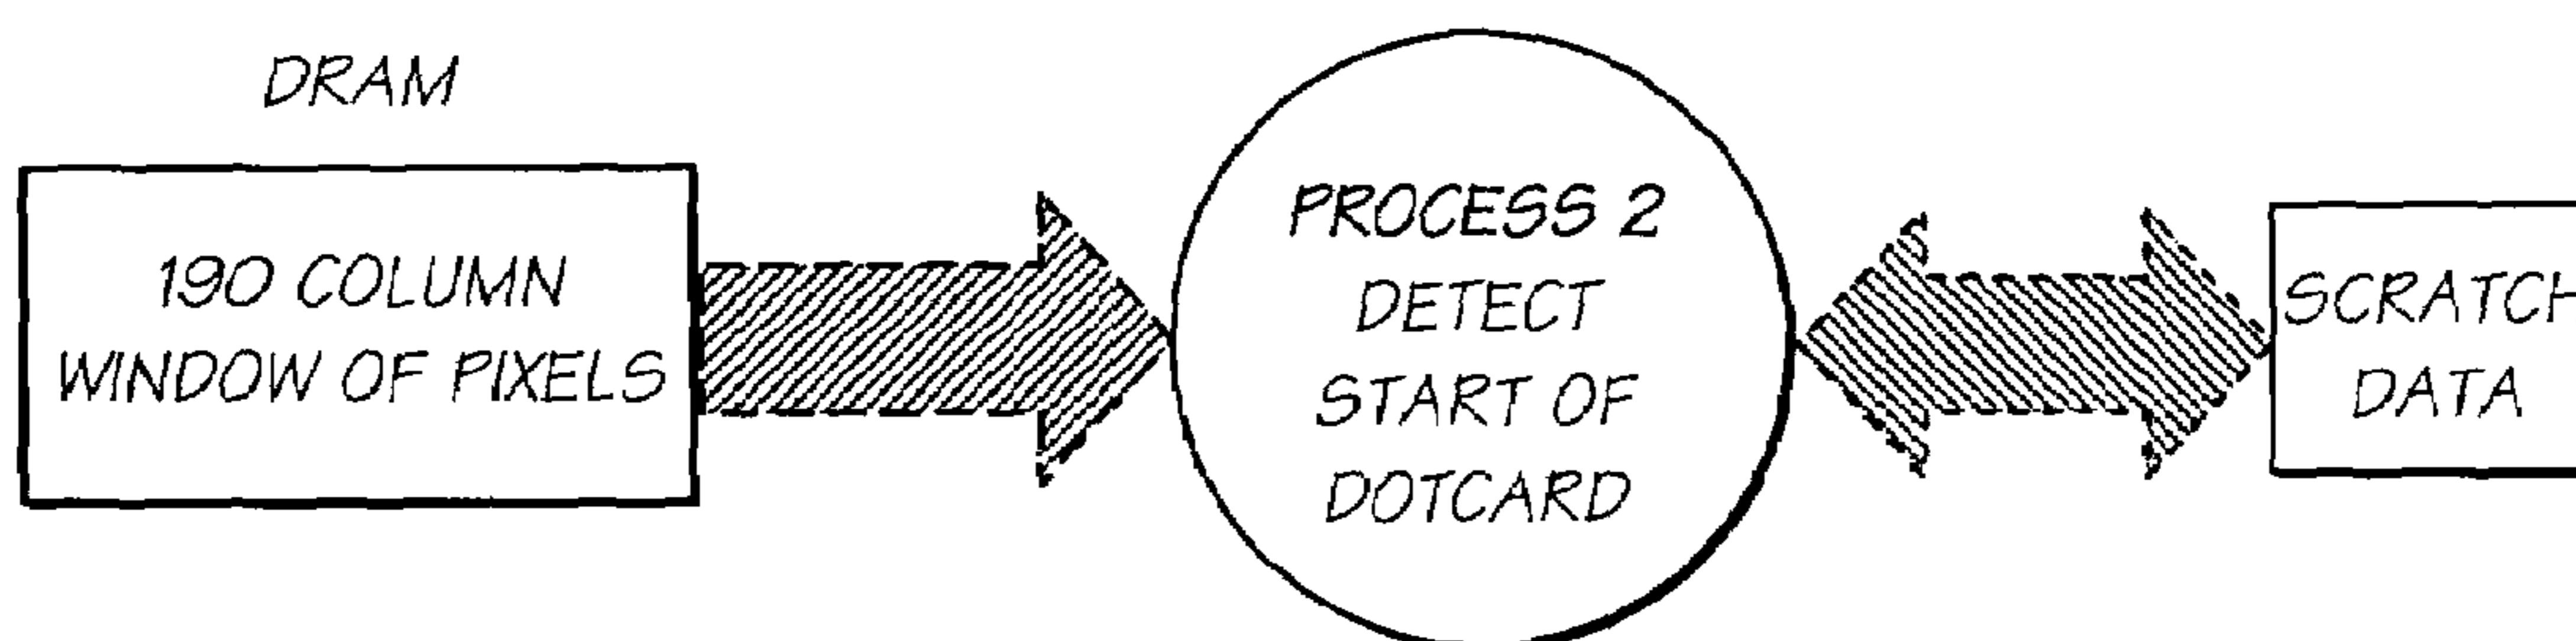 DRAM
190 COLUMN
WINDOW OF PIXELS
PROCESS 2
DETECT
START OF
DOTCARD
SCRATCH
DATA